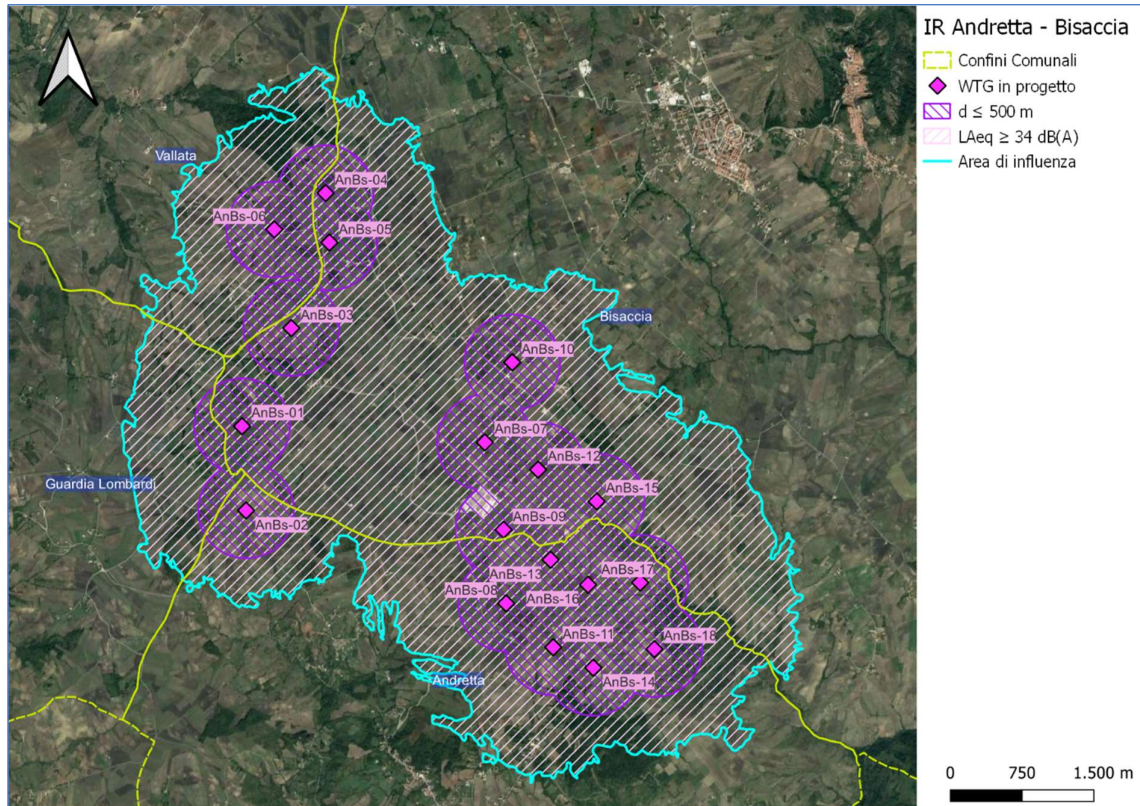 IR Andretta - Bisaccia
Confini Comunali
WTG in progetto
d ≤ 500 m
LAeq ≥ 34 dB(A)
Area di influenza
Vallata
AnBs-04
AnBs-06
AnBs-05
Bisaccia
AnBs-03
AnBs-10
AnBs-01
AnBs-07
AnBs-12
Guardia Lombardi
AnBs-15
AnBs-02
AnBs-09
AnBs-13
AnBs-17
AnBs-08
AnBs-16
AnBs-11
AnBs-18
Andretta
AnBs-14
0 750 1.500 m